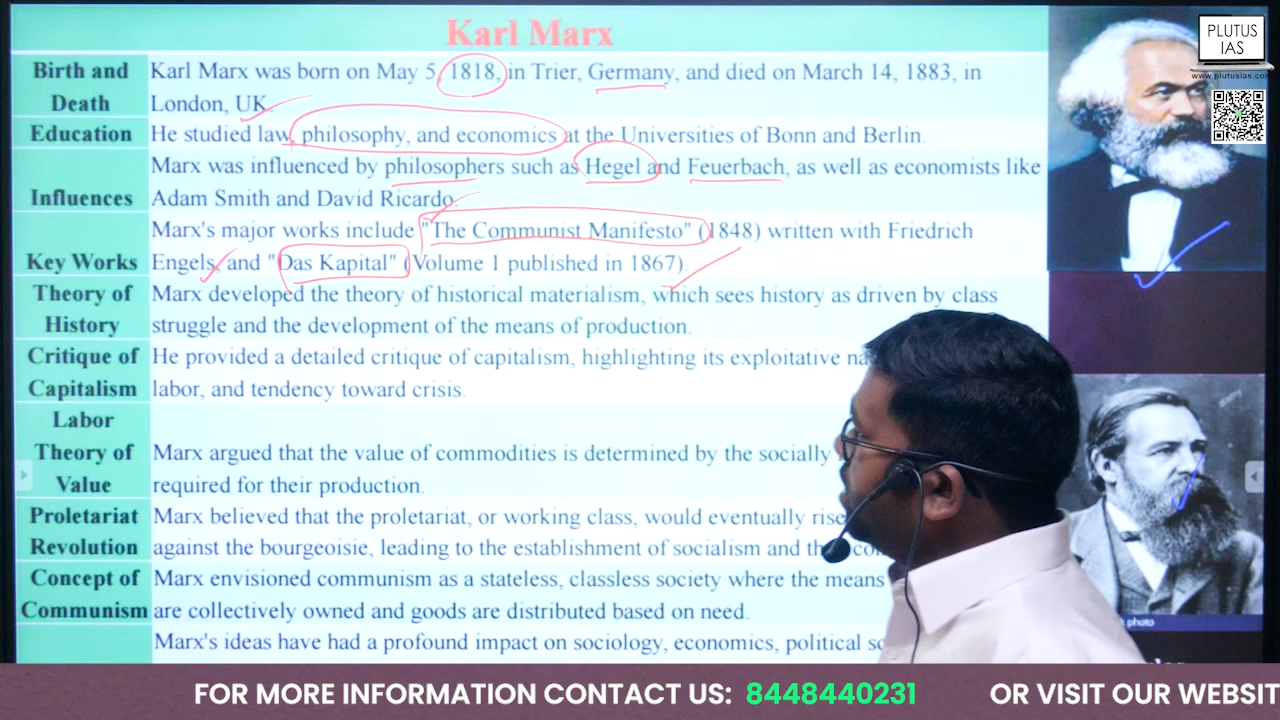 Karl Marx
PLUTUS
IAS
www.plutusias.com
Birth and Death
Karl Marx was born on May 5, 1818, in Trier, Germany, and died on March 14, 1883, in
London, UK.
Education
He studied law, philosophy, and economics at the Universities of Bonn and Berlin.
Influences
Marx was influenced by philosophers such as Hegel and Feuerbach, as well as economists like
Adam Smith and David Ricardo.
Key Works
Marx's major works include "The Communist Manifesto" (1848) written with Friedrich
Engels, and "Das Kapital" (Volume 1 published in 1867).
Theory of
History
Marx developed the theory of historical materialism, which sees history as driven by class
struggle and the development of the means of production.
Critique of
Capitalism
He provided a detailed critique of capitalism, highlighting its exploitative
labor, and tendency toward crisis.
Labor
Theory of
Value
Marx argued that the value of commodities is determined by the socially
required for their production.
Proletariat
Revolution
Marx believed that the proletariat, or working class, would eventually rise
against the bourgeoisie, leading to the establishment of socialism and
Concept of
Communism
Marx envisioned communism as a stateless, classless society where the means
are collectively owned and goods are distributed based on need.
Marx's ideas have had a profound impact on sociology, economics, political
photo
FOR MORE INFORMATION CONTACT US: 8448440231 OR VISIT OUR WEBSIT